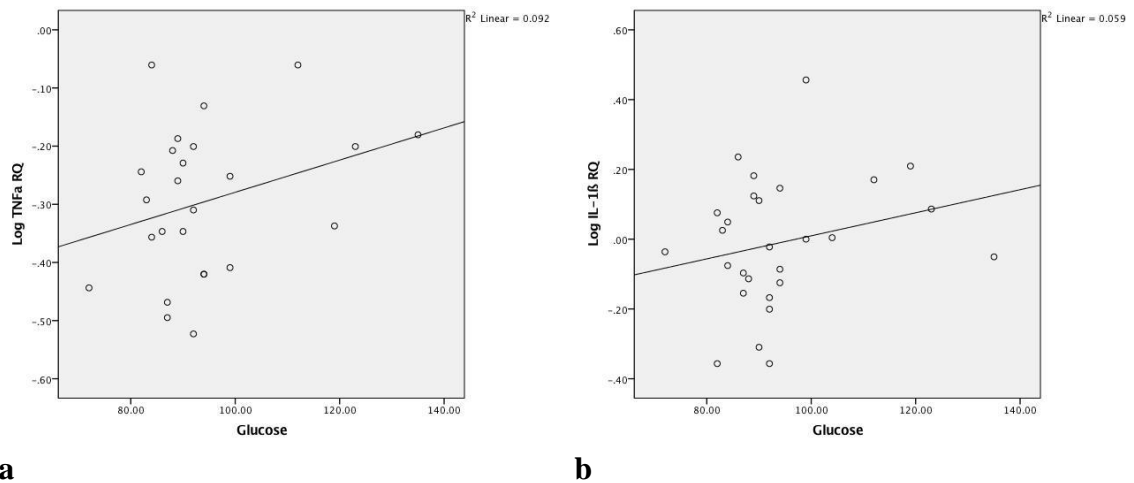 R² Linear = 0.092
.00
-.10
-.20
-.30
-.40
-.50
-.60
Log TNFa RQ
80.00 100.00 120.00 140.00
Glucose
a
R² Linear = 0.059
.60
.40
.20
.00
-.20
-.40
Log IL-1ß RQ
80.00 100.00 120.00 140.00
Glucose
b